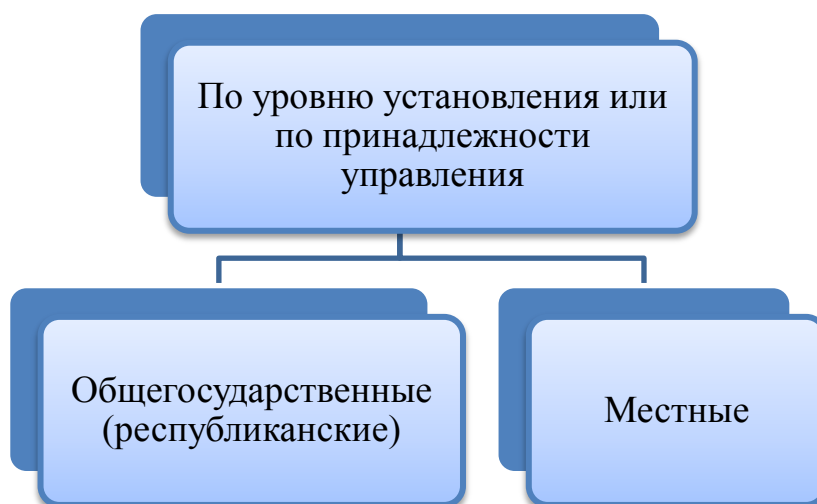 По уровню установления или
по принадлежности
управления
Общегосударственные
(республиканские)
Местные